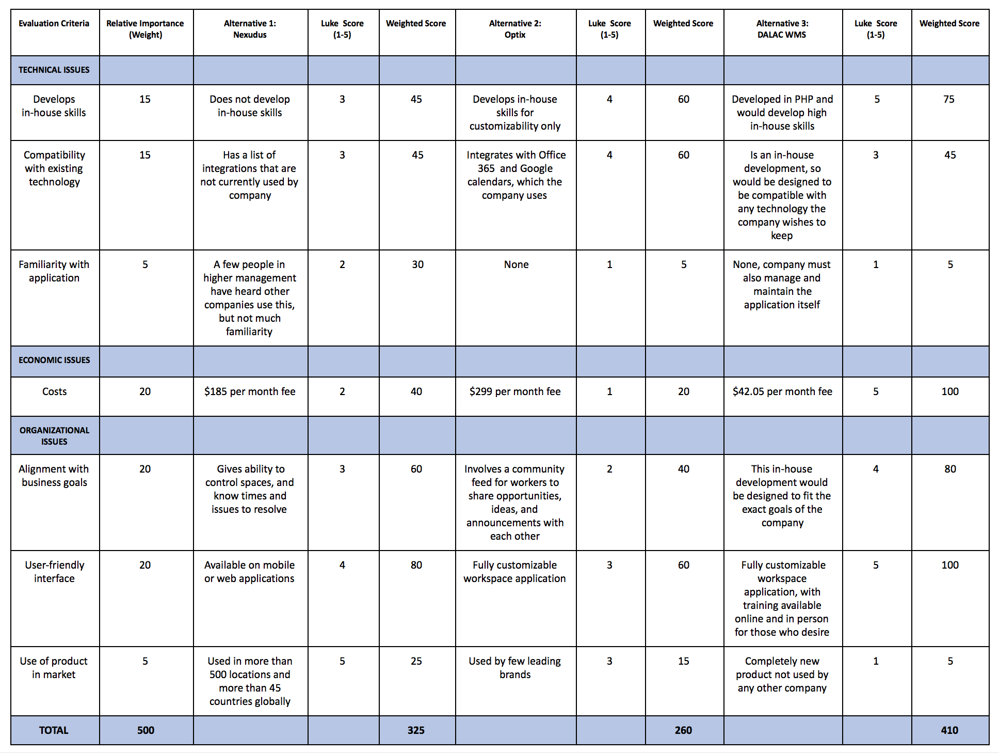 Evaluation Criteria
Relative Importance
(Weight)
Alternative 1:
Nexudus
Luke Score
(1-5)
Weighted Score
Alternative 2:
Optix
Luke Score
(1-5)
Weighted Score
Alternative 3:
DALAC WMS
Luke Score
(1-5)
Weighted Score
TECHNICAL ISSUES
Develops
in-house skills
15
Does not develop
in-house skills
3
45
Develops in-house
skills for
customizability only
4
60
Developed in PHP and
would develop high
in-house skills
5
75
Compatibility
with existing
technology
15
Has a list of
integrations that are
not currently used by
company
3
45
Integrates with Office
365 and Google
calendars, which the
company uses
4
60
Is an in-house
development, so
would be designed to
be compatible with
any technology the
company wishes to
keep
3
45
Familiarity with
application
5
A few people in
higher management
have heard other
companies use this,
but not much
familiarity
2
30
None
1
5
None, company must
also manage and
maintain the
application itself
1
5
ECONOMIC ISSUES
Costs
20
$185 per month fee
2
40
$299 per month fee
1
20
$42.05 per month fee
5
100
ORGANIZATIONAL
ISSUES
Alignment with
business goals
20
Gives ability to
control spaces, and
know times and
issues to resolve
3
60
Involves a community
feed for workers to
share opportunities,
ideas, and
announcements with
each other
2
40
This in-house
development would
be designed to fit the
exact goals of the
company
4
80
User-friendly
interface
20
Available on mobile
or web applications
4
80
Fully customizable
workspace application
3
60
Fully customizable
workspace
application, with
training available
online and in person
for those who desire
5
100
Use of product
in market
5
Used in more than
500 locations and
more than 45
countries globally
5
25
Used by few leading
brands
3
15
Completely new
product not used by
any other company
1
5
TOTAL
500
325
260
410